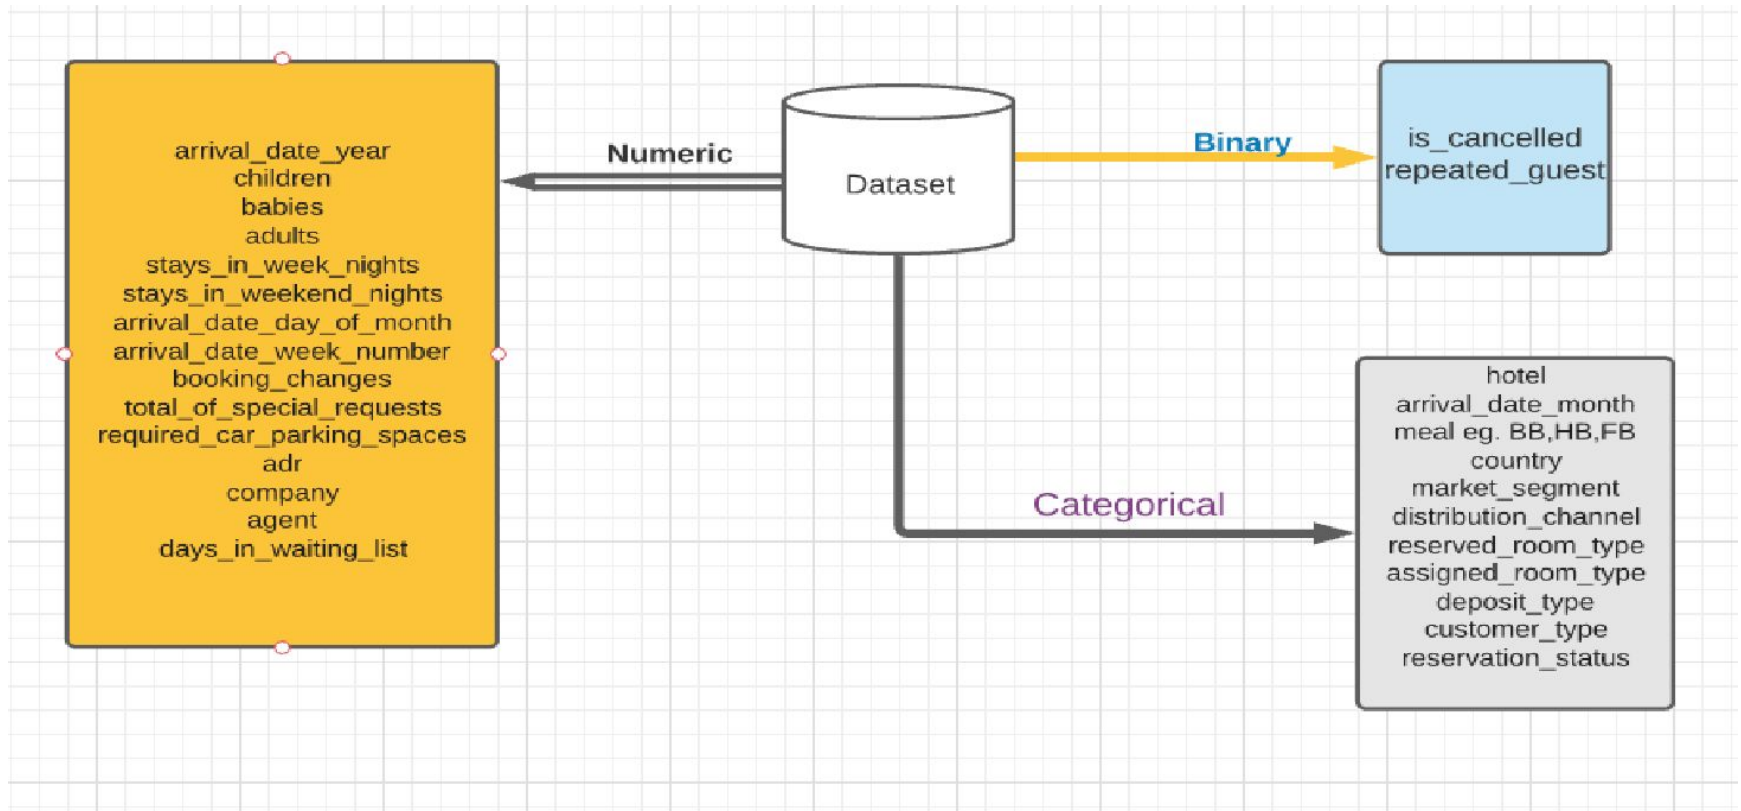 arrival_date_year
children
babies
adults
stays_in_week_nights
stays_in_weekend_nights
arrival_date_day_of_month
arrival_date_week_number
booking_changes
total_of_special_requests
required_car_parking_spaces
adr
company
agent
days_in_waiting_list
Numeric
Dataset
Binary
is_cancelled
repeated_guest
Categorical
hotel
arrival_date_month
meal eg. BB,HB,FB
country
market_segment
distribution_channel
reserved_room_type
assigned_room_type
deposit_type
customer_type
reservation_status